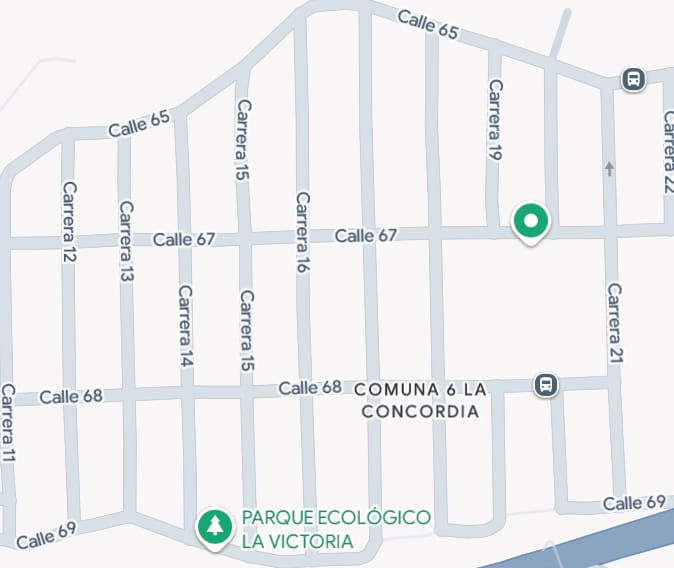 Calle 65
Calle 65
Carrera 15
Carrera 19
Carrera 22
Carrera 12
Carrera 13
Carrera 16
Calle 67
Calle 67
Carrera 14
Carrera 15
Carrera 21
Carrera 11
Calle 68
Calle 68
COMUNA 6 LA
CONCORDIA
Calle 69
PARQUE ECOLÓGICO
LA VICTORIA
Calle 69